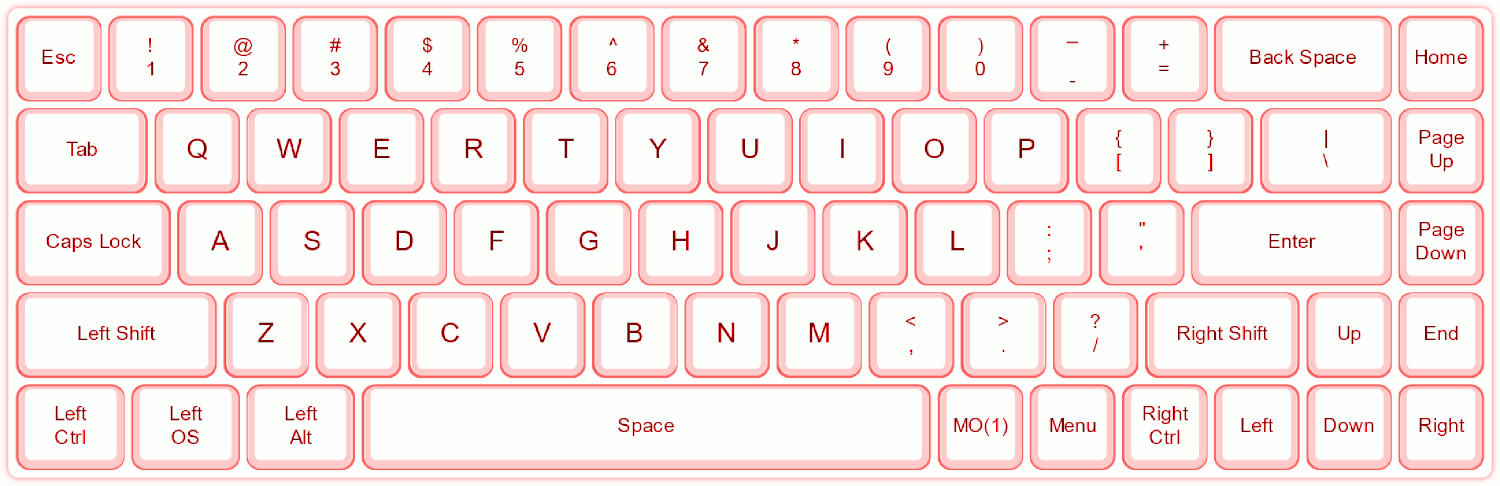 Esc ! @ # $ % ^ & * ( ) _ + Back Space Home
1 2 3 4 5 6 7 8 9 0 - =
Tab Q W E R T Y U I O P { } | Page
[ ] \ Up
Caps Lock A S D F G H J K L : " Enter Page
; ' Down
Left Shift Z X C V B N M < > ? Right Shift Up End
, . /
Left Left Left Space MO(1) Menu Right Left Down Right
Ctrl OS Alt Ctrl